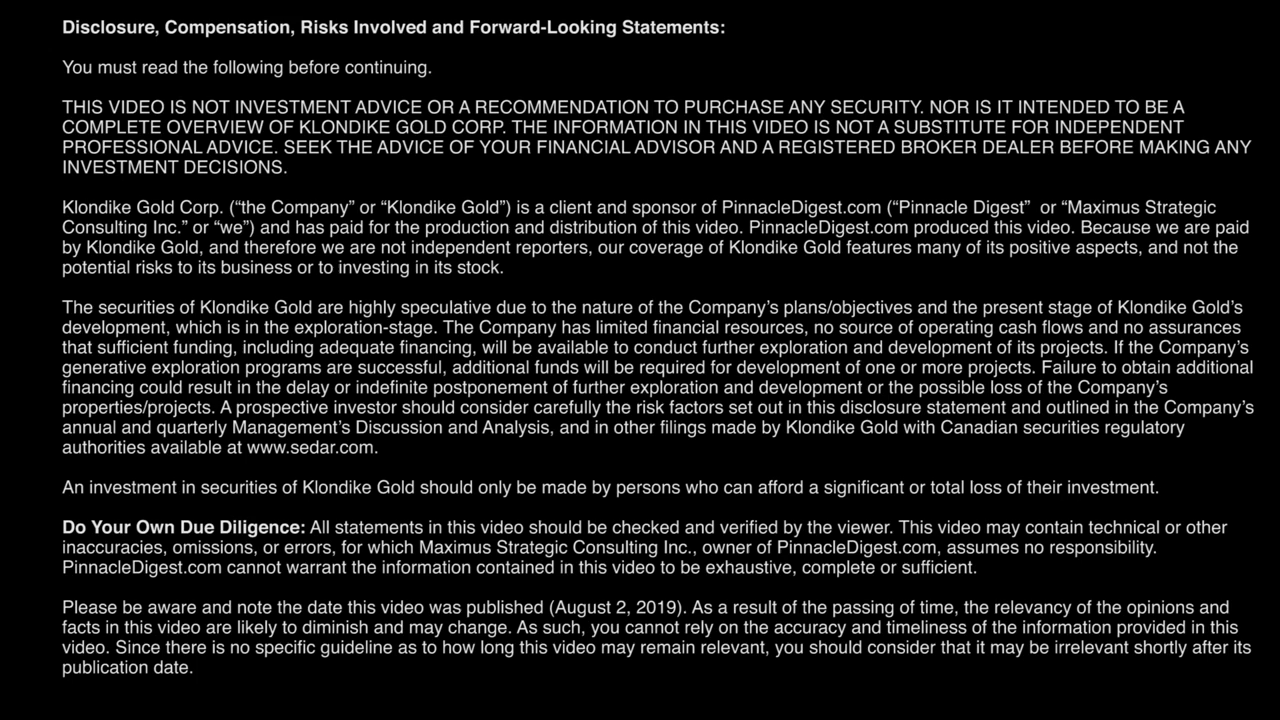 Disclosure, Compensation, Risks Involved and Forward-Looking Statements:
You must read the following before continuing.
THIS VIDEO IS NOT INVESTMENT ADVICE OR A RECOMMENDATION TO PURCHASE ANY SECURITY. NOR IS IT INTENDED TO BE A
COMPLETE OVERVIEW OF KLONDIKE GOLD CORP. THE INFORMATION IN THIS VIDEO IS NOT A SUBSTITUTE FOR INDEPENDENT
PROFESSIONAL ADVICE. SEEK THE ADVICE OF YOUR FINANCIAL ADVISOR AND A REGISTERED BROKER DEALER BEFORE MAKING ANY
INVESTMENT DECISIONS.
Klondike Gold Corp. (“the Company” or “Klondike Gold”) is a client and sponsor of PinnacleDigest.com (“Pinnacle Digest” or “Maximus Strategic
Consulting Inc.” or “we”) and has paid for the production and distribution of this video. PinnacleDigest.com produced this video. Because we are paid
by Klondike Gold, and therefore we are not independent reporters, our coverage of Klondike Gold features many of its positive aspects, and not the
potential risks to its business or to investing in its stock.
The securities of Klondike Gold are highly speculative due to the nature of the Company’s plans/objectives and the present stage of Klondike Gold’s
development, which is in the exploration-stage. The Company has limited financial resources, no source of operating cash flows and no assurances
that sufficient funding, including adequate financing, will be available to conduct further exploration and development of its projects. If the Company’s
generative exploration programs are successful, additional funds will be required for development of one or more projects. Failure to obtain additional
financing could result in the delay or indefinite postponement of further exploration and development or the possible loss of the Company’s
properties/projects. A prospective investor should consider carefully the risk factors set out in this disclosure statement and outlined in the Company’s
annual and quarterly Management’s Discussion and Analysis, and in other filings made by Klondike Gold with Canadian securities regulatory
authorities available at www.sedar.com.
An investment in securities of Klondike Gold should only be made by persons who can afford a significant or total loss of their investment.
Do Your Own Due Diligence: All statements in this video should be checked and verified by the viewer. This video may contain technical or other
inaccuracies, omissions, or errors, for which Maximus Strategic Consulting Inc., owner of PinnacleDigest.com, assumes no responsibility.
PinnacleDigest.com cannot warrant the information contained in this video to be exhaustive, complete or sufficient.
Please be aware and note the date this video was published (August 2, 2019). As a result of the passing of time, the relevancy of the opinions and
facts in this video are likely to diminish and may change. As such, you cannot rely on the accuracy and timeliness of the information provided in this
video. Since there is no specific guideline as to how long this video may remain relevant, you should consider that it may be irrelevant shortly after its
publication date.